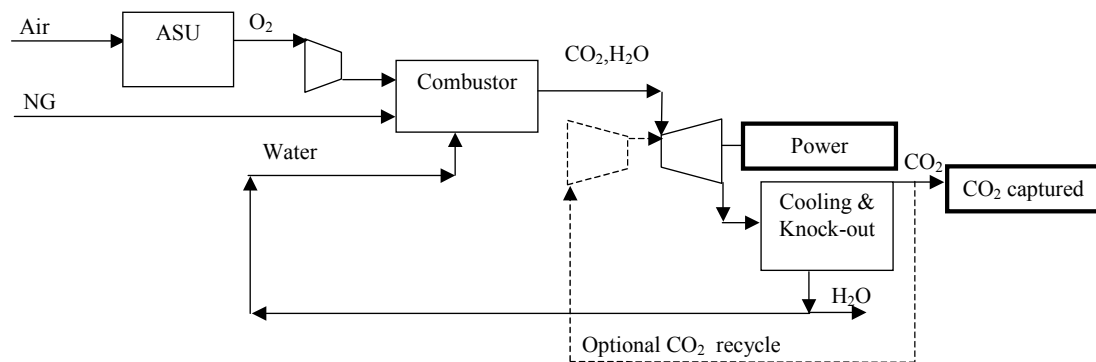 Air
ASU
O₂
NG
Combustor
CO₂,H₂O
Water
Power
CO₂
CO₂ captured
Cooling &
Knock-out
H₂O
Optional CO₂ recycle